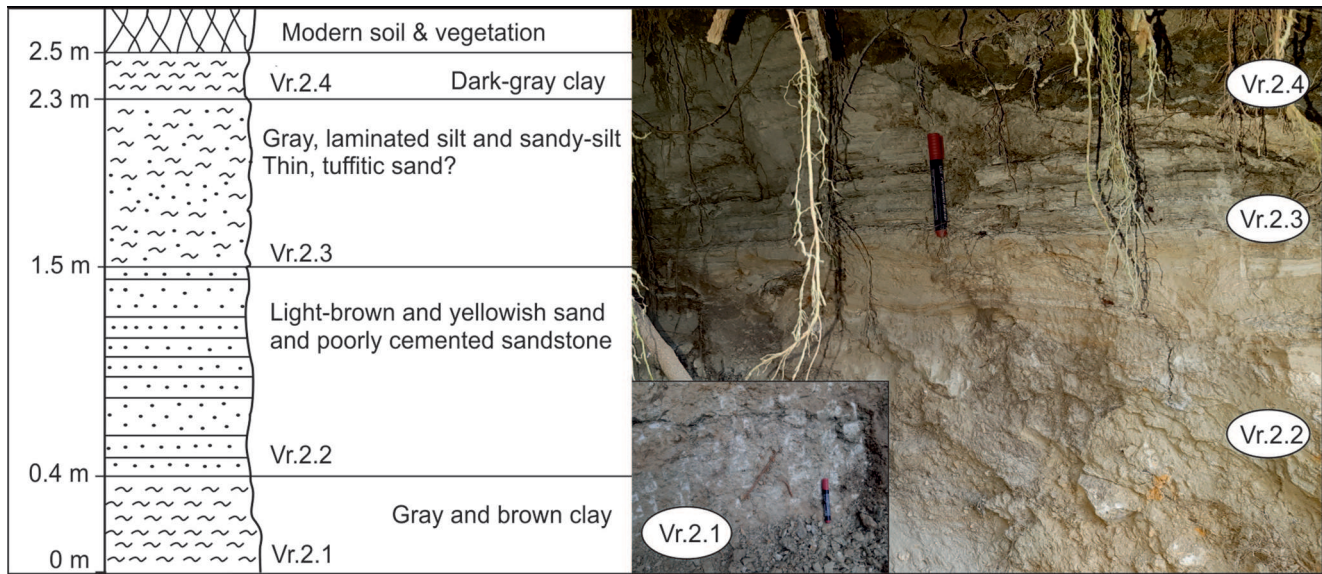 Modern soil & vegetation
2.5 m
Vr.2.4
Dark-gray clay
2.3 m
Gray, laminated silt and sandy-silt
Thin, tuffitic sand?
Vr.2.3
1.5 m
Light-brown and yellowish sand
and poorly cemented sandstone
Vr.2.2
0.4 m
Gray and brown clay
Vr.2.1
0 m
Vr.2.4
Vr.2.3
Vr.2.2
Vr.2.1